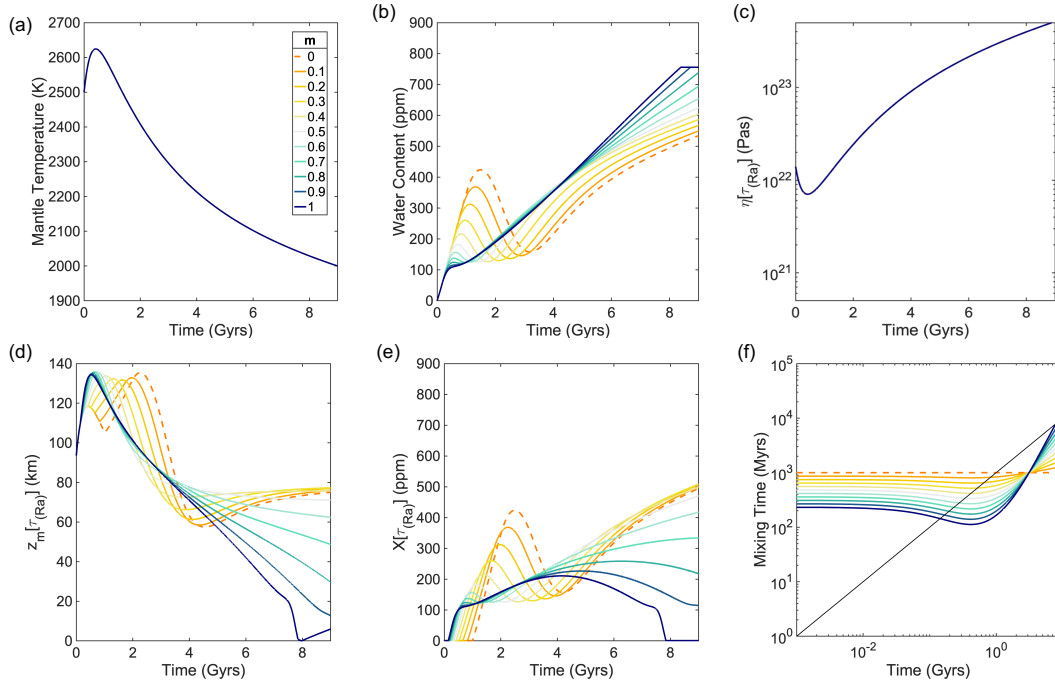 (a)
2700
2600
2500
2400
2300
2200
2100
2000
1900
Mantle Temperature (K)
0 2 4 6 8
Time (Gyrs)
m
0
0.1
0.2
0.3
0.4
0.5
0.6
0.7
0.8
0.9
1
(b)
900
800
700
600
500
400
300
200
100
0
Water Content (ppm)
0 2 4 6 8
Time (Gyrs)
(c)
10^23
10^22
10^21
η[τ(Ra)] (Pas)
0 2 4 6 8
Time (Gyrs)
(d)
140
120
100
80
60
40
20
0
z_m[τ(Ra)] (km)
0 2 4 6 8
Time (Gyrs)
(e)
900
800
700
600
500
400
300
200
100
0
X[τ(Ra)] (ppm)
0 2 4 6 8
Time (Gyrs)
(f)
10^5
10^4
10^3
10^2
10^1
10^0
Mixing Time (Myrs)
10^-2 10^0
Time (Gyrs)